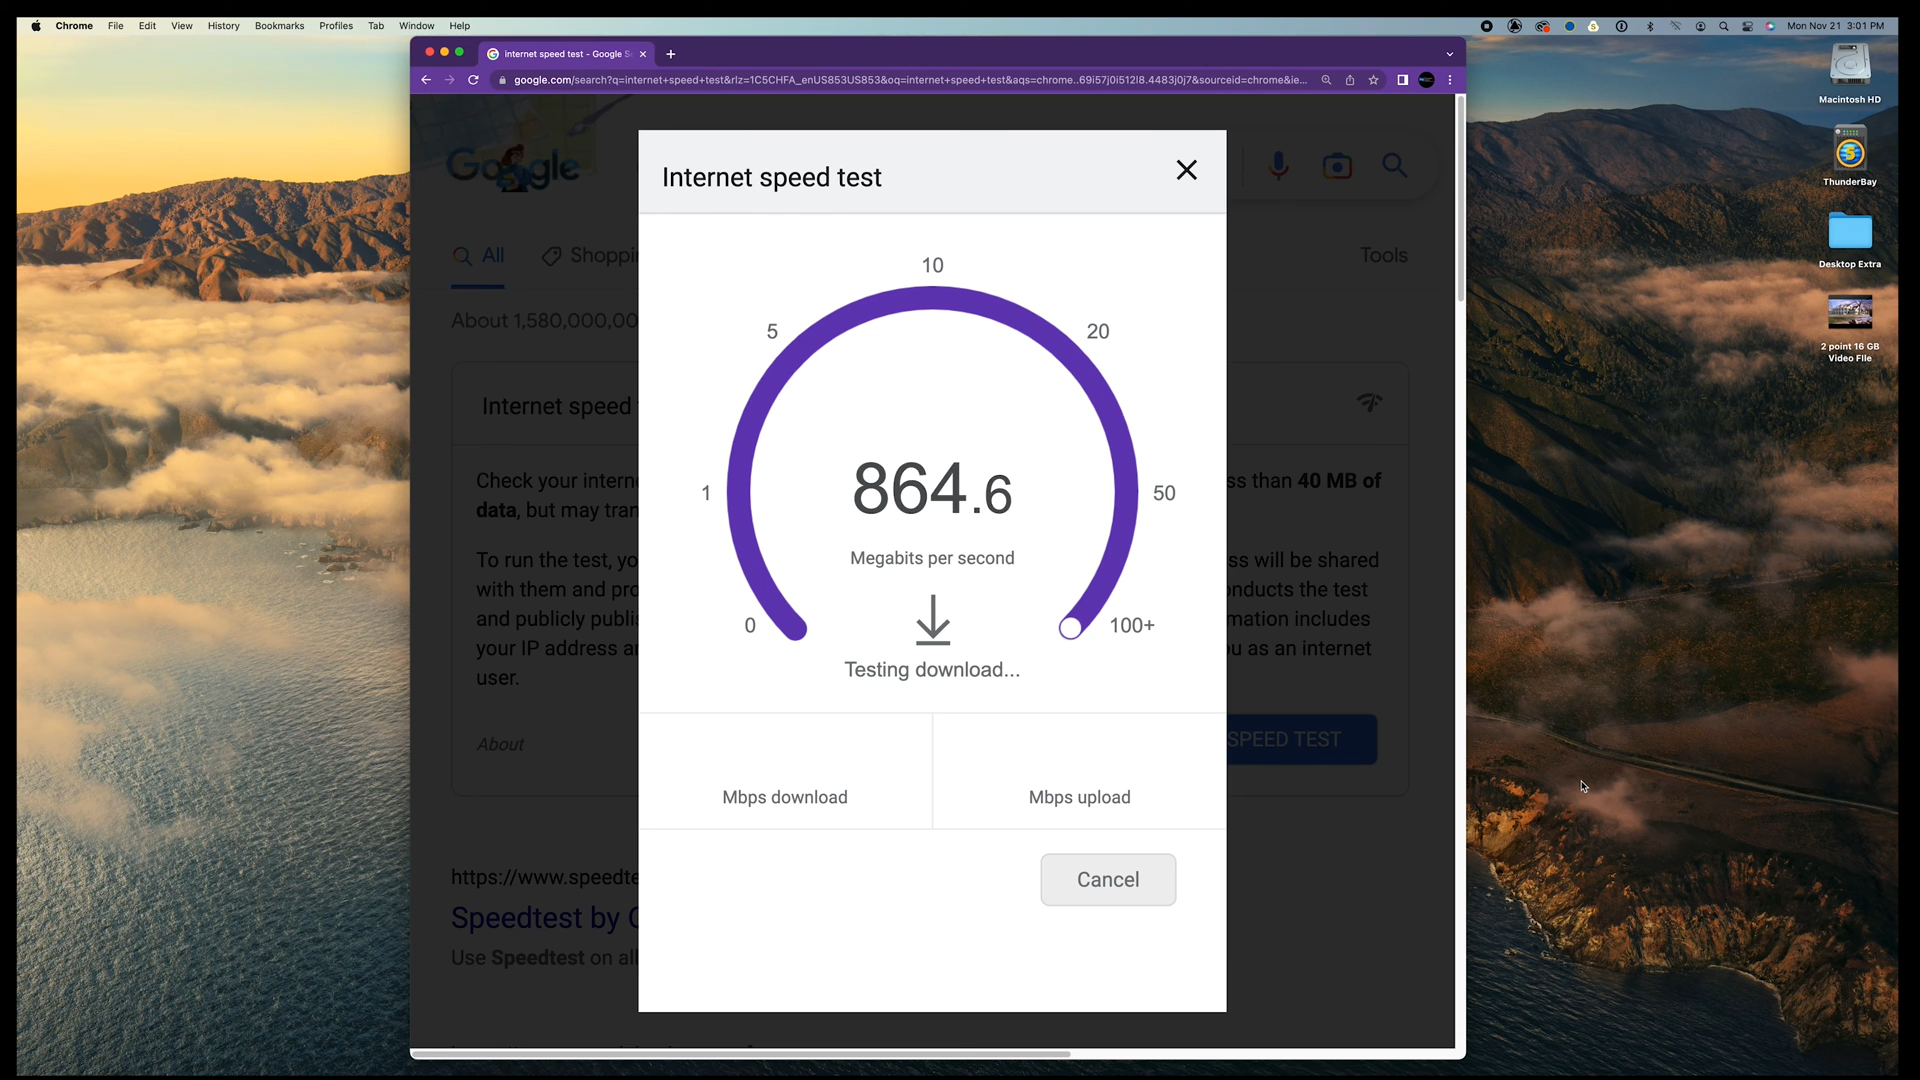 Chrome File Edit View History Bookmarks Profiles Tab Window Help
Mon Nov 21 3:01 PM
internet speed test - Google S
google.com/search?q=internet+speed+test&rlz=1C5CHFA_enUS853US853&oq=internet+speed+test&aqs=chrome..69i57j0i512l8.4483j0j7&sourceid=chrome&ie...
Macintosh HD
ThunderBay
Desktop Extra
2 point 16 GB
Video FIle
Google
All Shoppi Tools
About 1,580,000,00
Internet speed
Check your intern ss than 40 MB of
data, but may tran
To run the test, yo ss will be shared
with them and pro onducts the test
and publicly publis mation includes
your IP address a u as an internet
user.
About SPEED TEST
https://www.speedte
Speedtest by
Use Speedtest on all
Internet speed test
10
5 20
864.6
1 50
Megabits per second
0 100+
Testing download...
Mbps download Mbps upload
Cancel